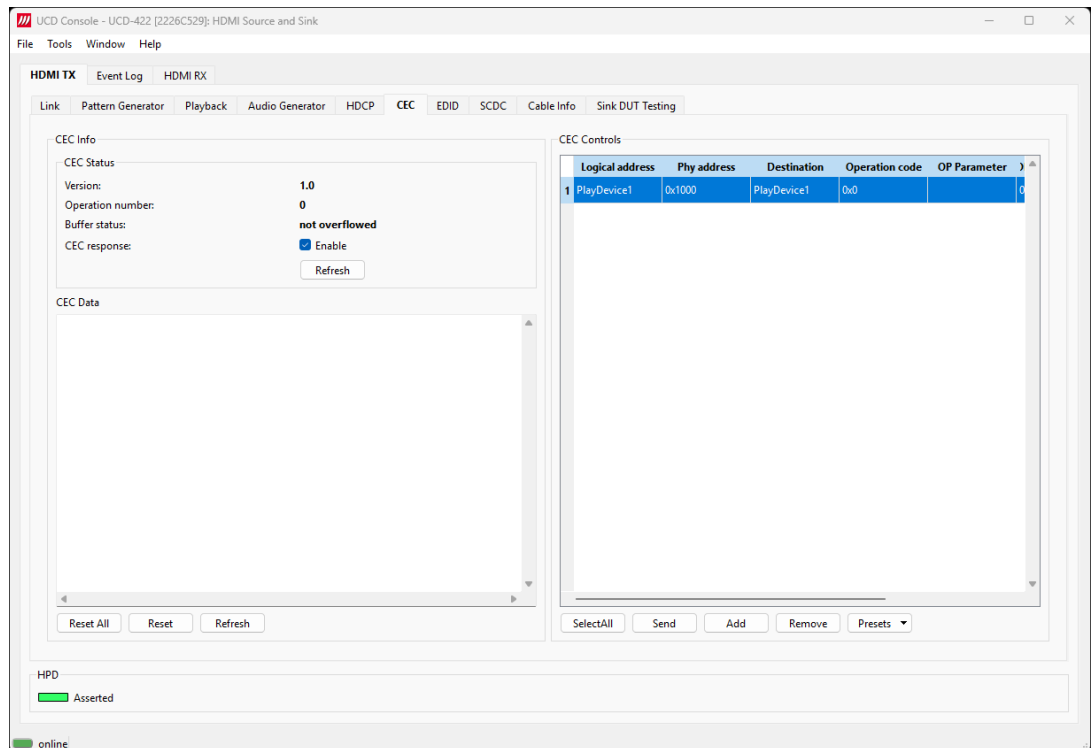 UCD Console - UCD-422 [2226C529]: HDMI Source and Sink
File Tools Window Help
HDMI TX Event Log HDMI RX
Link Pattern Generator Playback Audio Generator HDCP CEC EDID SCDC Cable Info Sink DUT Testing
CEC Info
CEC Status
Version: 1.0
Operation number: 0
Buffer status: not overflowed
CEC response: Enable
Refresh
CEC Data
Reset All Reset Refresh
CEC Controls
Logical address Phy address Destination Operation code OP Parameter
1 PlayDevice1 0x1000 PlayDevice1 0x0 0
SelectAll Send Add Remove Presets
HPD
Asserted
online